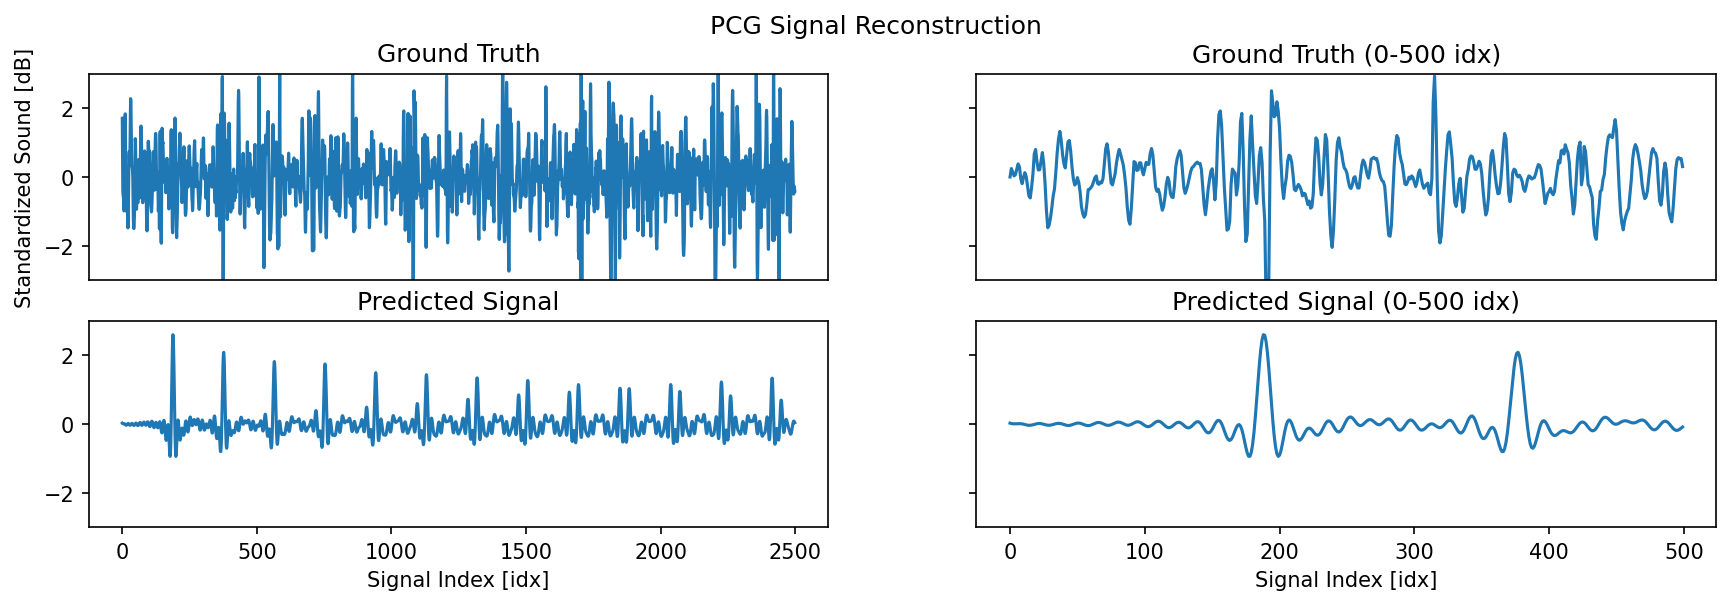 PCG Signal Reconstruction
Ground Truth
Ground Truth (0-500 idx)
Standardized Sound [dB]
2
0
−2
Predicted Signal
Predicted Signal (0-500 idx)
2
0
−2
0 500 1000 1500 2000 2500
0 100 200 300 400 500
Signal Index [idx]
Signal Index [idx]